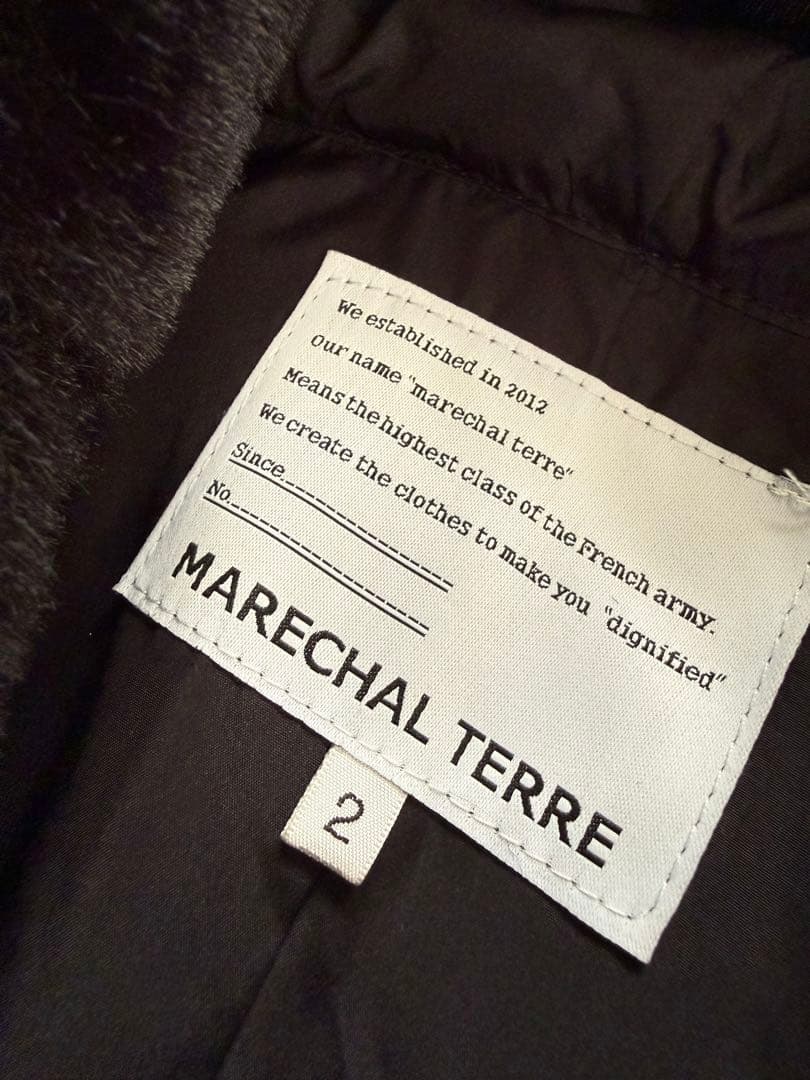 We established in 2012
Our name "marechal terre"
Means the highest class of the French army.
We create the clothes to make you "dignified"
Since
No.
MARECHAL TERRE
2